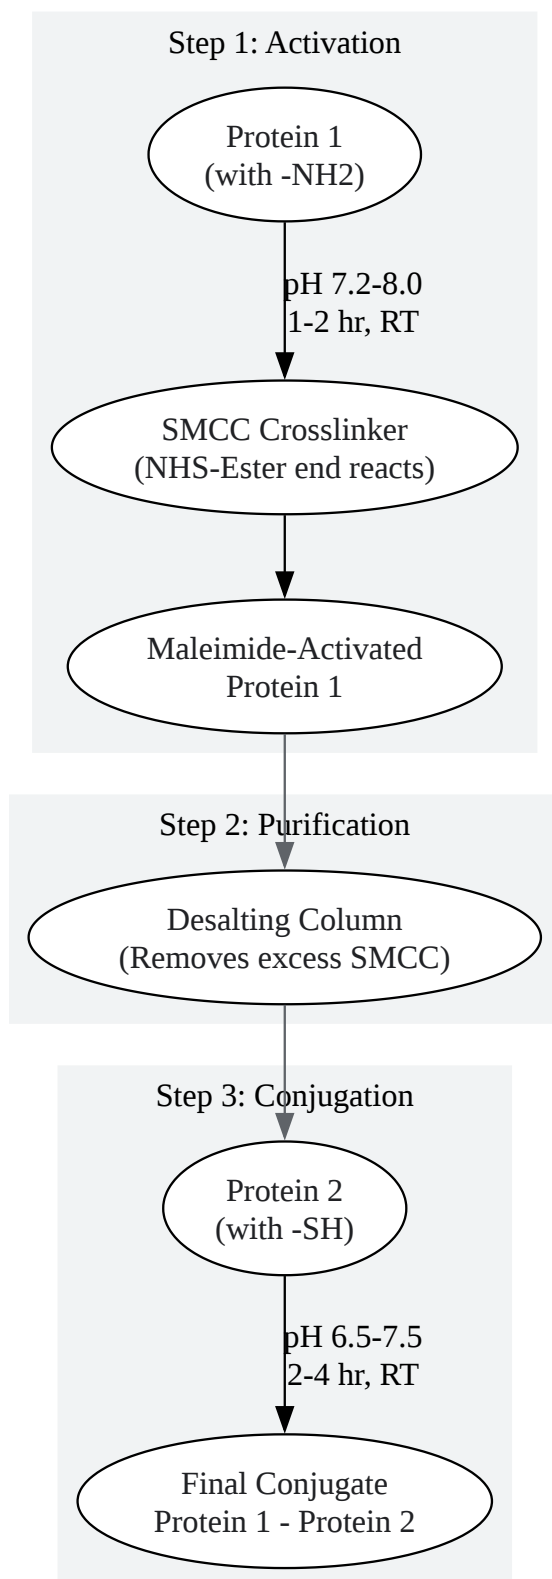 Step 1: Activation
Protein 1
(with -NH2)
pH 7.2-8.0
1-2 hr, RT
SMCC Crosslinker
(NHS-Ester end reacts)
Maleimide-Activated
Protein 1
Step 2: Purification
Desalting Column
(Removes excess SMCC)
Step 3: Conjugation
Protein 2
(with -SH)
pH 6.5-7.5
2-4 hr, RT
Final Conjugate
Protein 1 - Protein 2